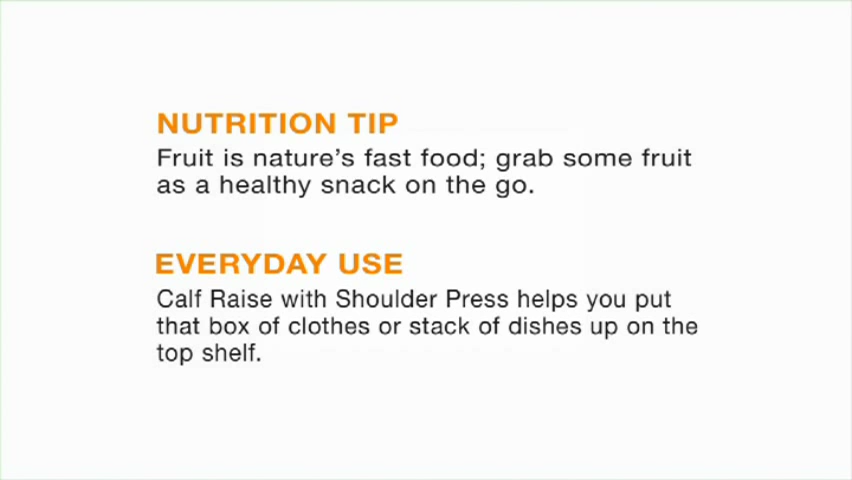 NUTRITION TIP
Fruit is nature’s fast food; grab some fruit
as a healthy snack on the go.
EVERYDAY USE
Calf Raise with Shoulder Press helps you put
that box of clothes or stack of dishes up on the
top shelf.